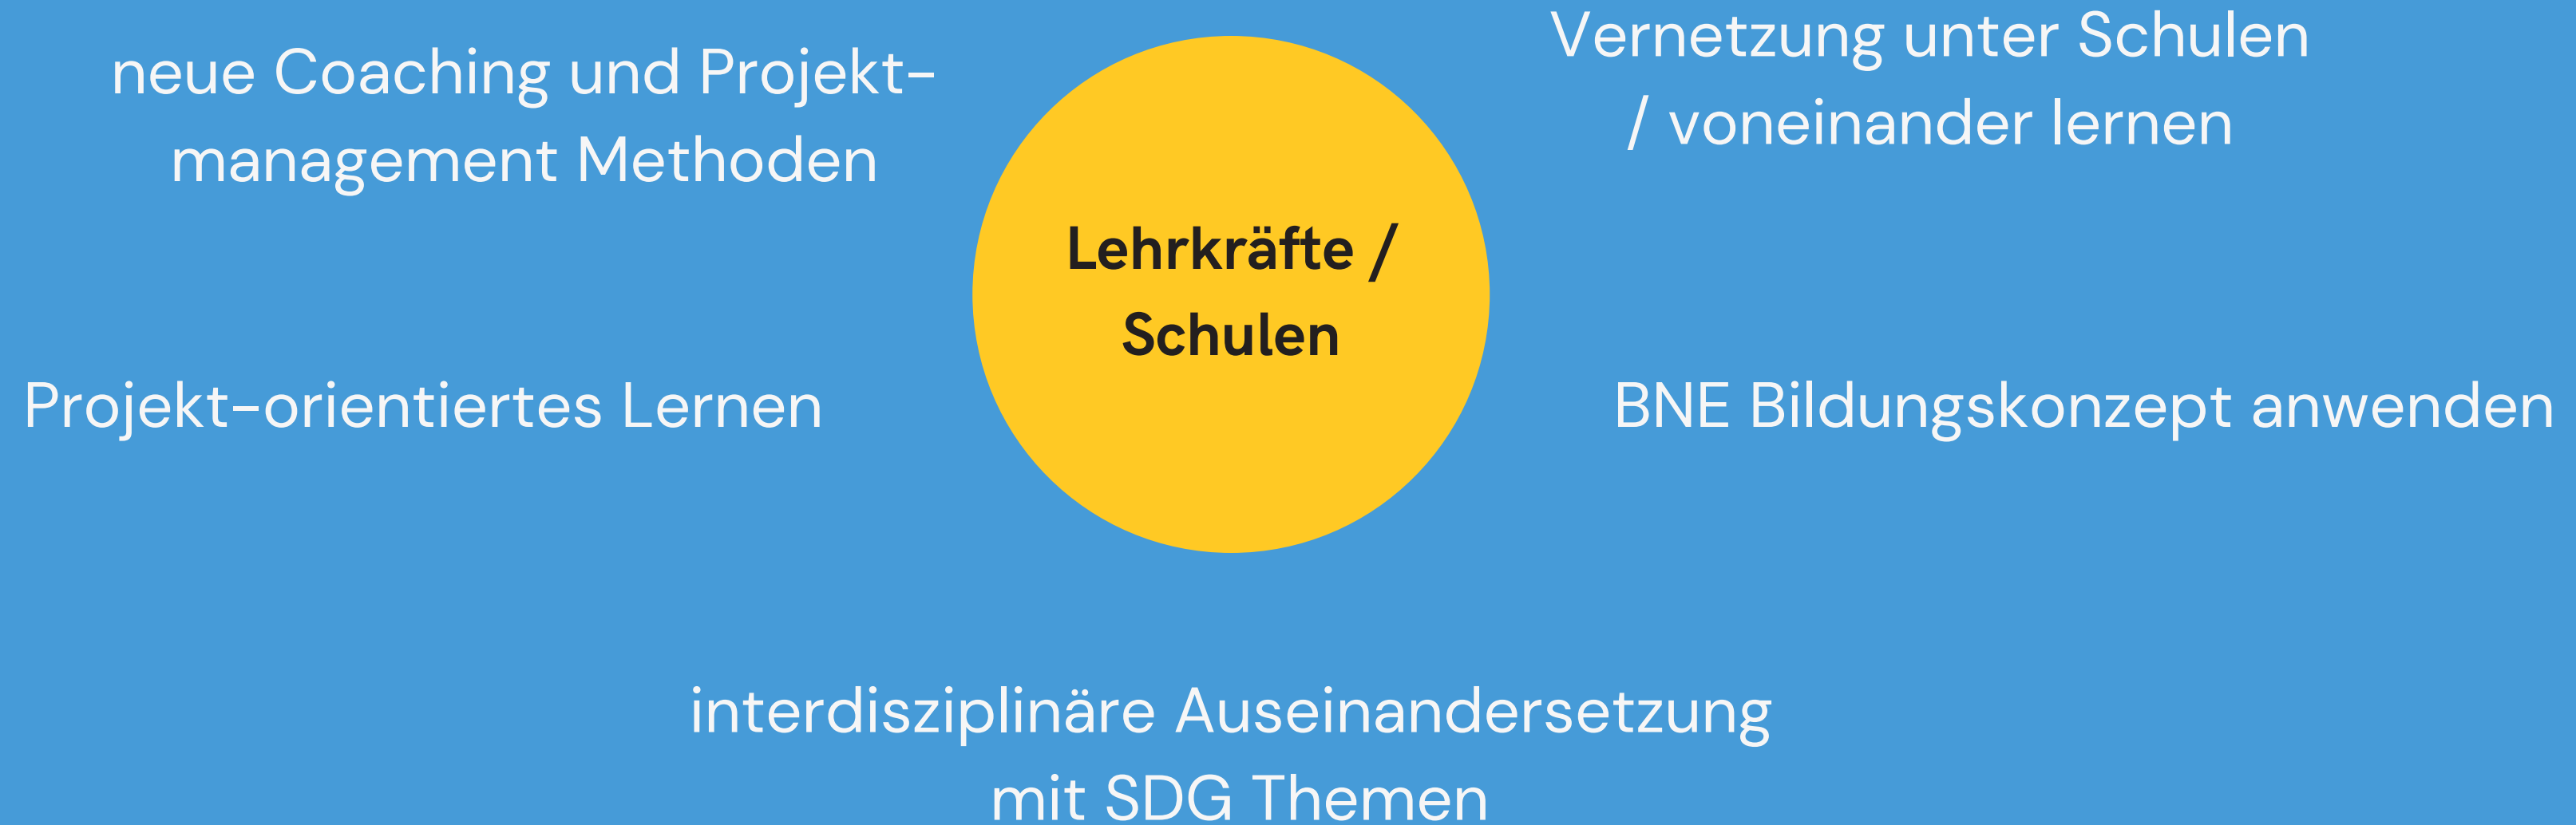 neue Coaching und Projekt-
management Methoden
Vernetzung unter Schulen
/ voneinander lernen
Lehrkräfte /
Schulen
Projekt-orientiertes Lernen
BNE Bildungskonzept anwenden
interdisziplinäre Auseinandersetzung
mit SDG Themen